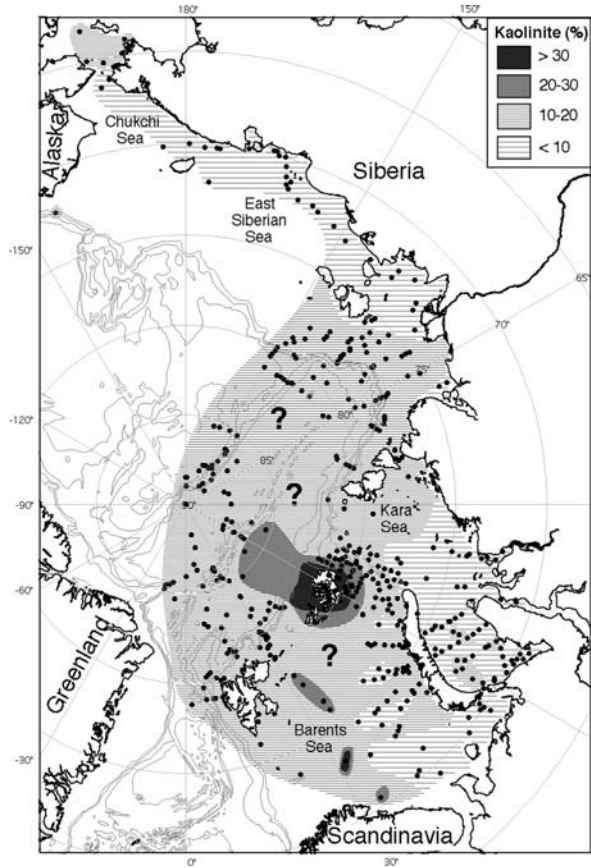 180°
150°
Kaolinite (%)
> 30
20-30
10-20
< 10
Chukchi
Sea
Alaska
Siberia
East
Siberian
Sea
-150°
65°
70°
-120°
75°
80°
?
85°
?
-90°
Kara
Sea
-60°
?
Greenland
Barents
Sea
-30°
Scandinavia
0°
30°